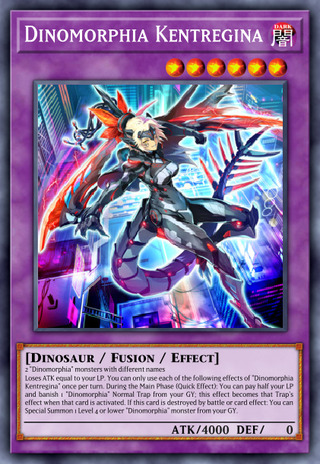 Dinomorphia Kentregina
DARK
闇
[Dinosaur / Fusion / Effect]
2 "Dinomorphia" monsters with different names
Loses ATK equal to your LP. You can only use each of the following effects of "Dinomorphia
Kentregina" once per turn. During the Main Phase (Quick Effect): You can pay half your LP
and banish 1 "Dinomorphia" Normal Trap from your GY; this effect becomes that Trap's
effect when that card is activated. If this card is destroyed by battle or card effect: You can
Special Summon 1 Level 4 or lower "Dinomorphia" monster from your GY.
ATK/4000 DEF/ 0